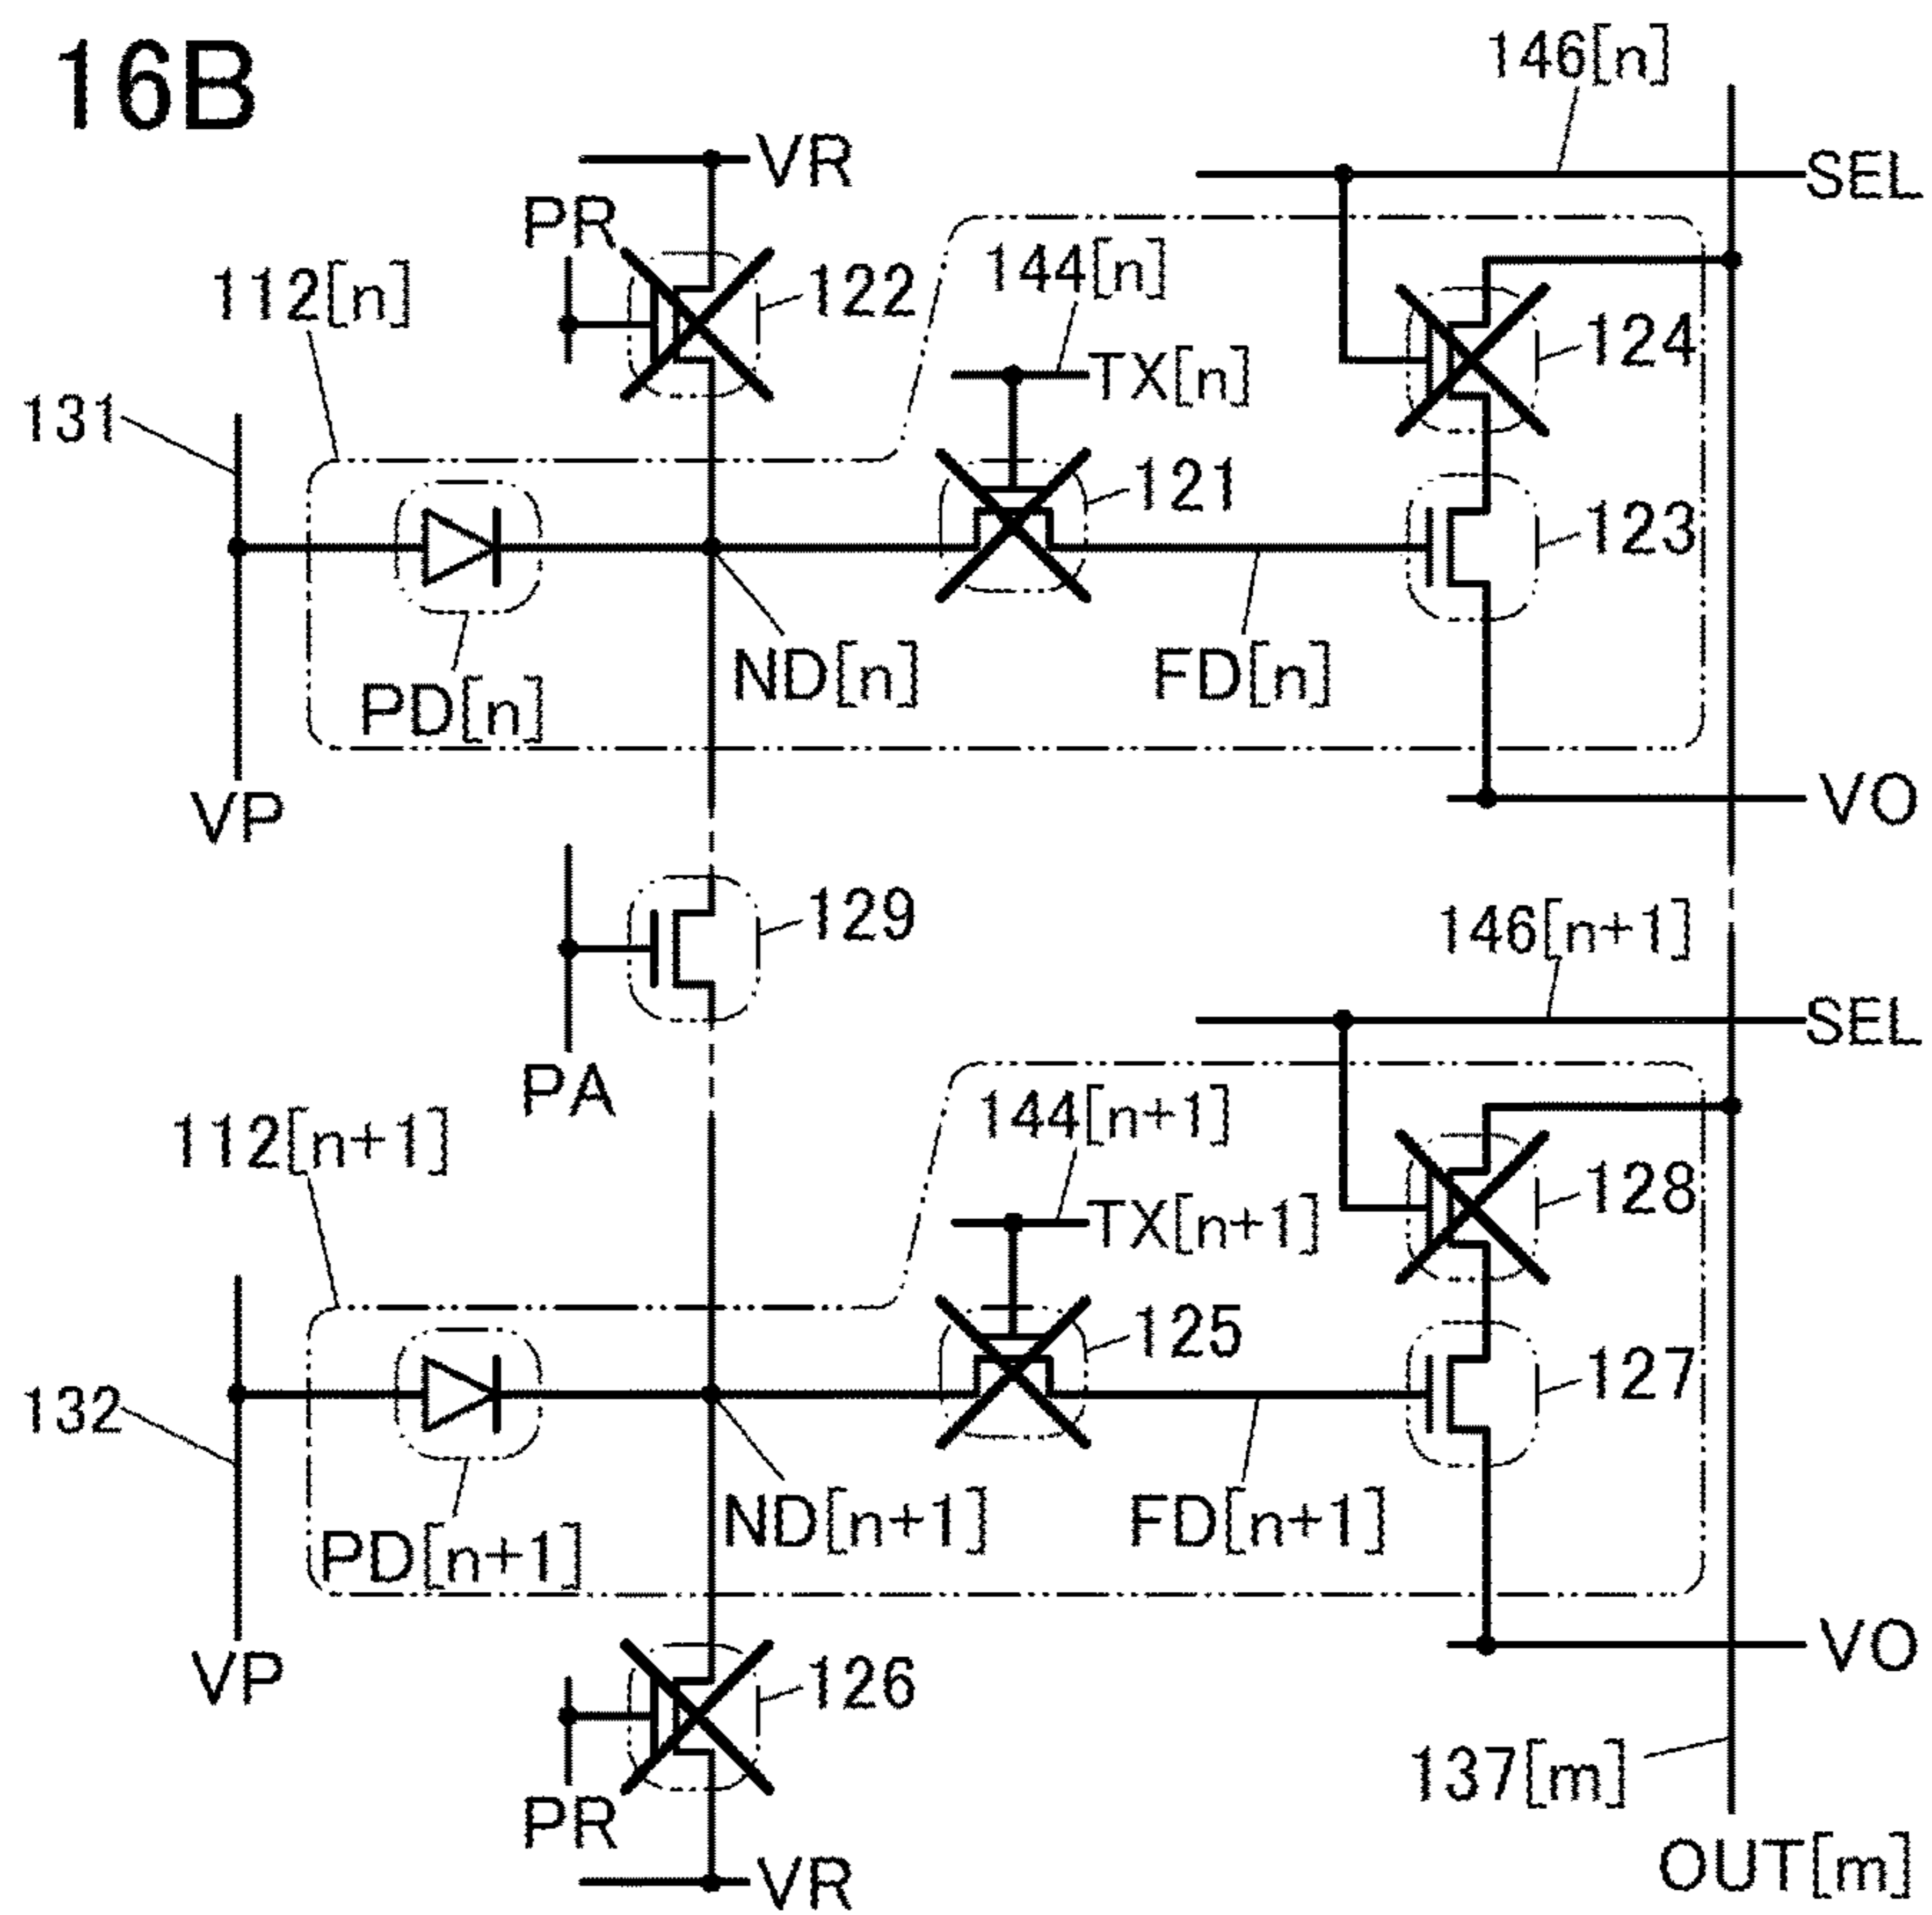 16B
146[n]
VR
SEL
PR
112[n]
122
144[n]
124
TX[n]
131
121
123
ND[n]
FD[n]
PD[n]
VP
VO
129
146[n+1]
SEL
PA
112[n+1]
144[n+1]
128
TX[n+1]
125
127
132
ND[n+1]
FD[n+1]
PD[n+1]
VP
VO
126
137[m]
PR
VR
OUT[m]